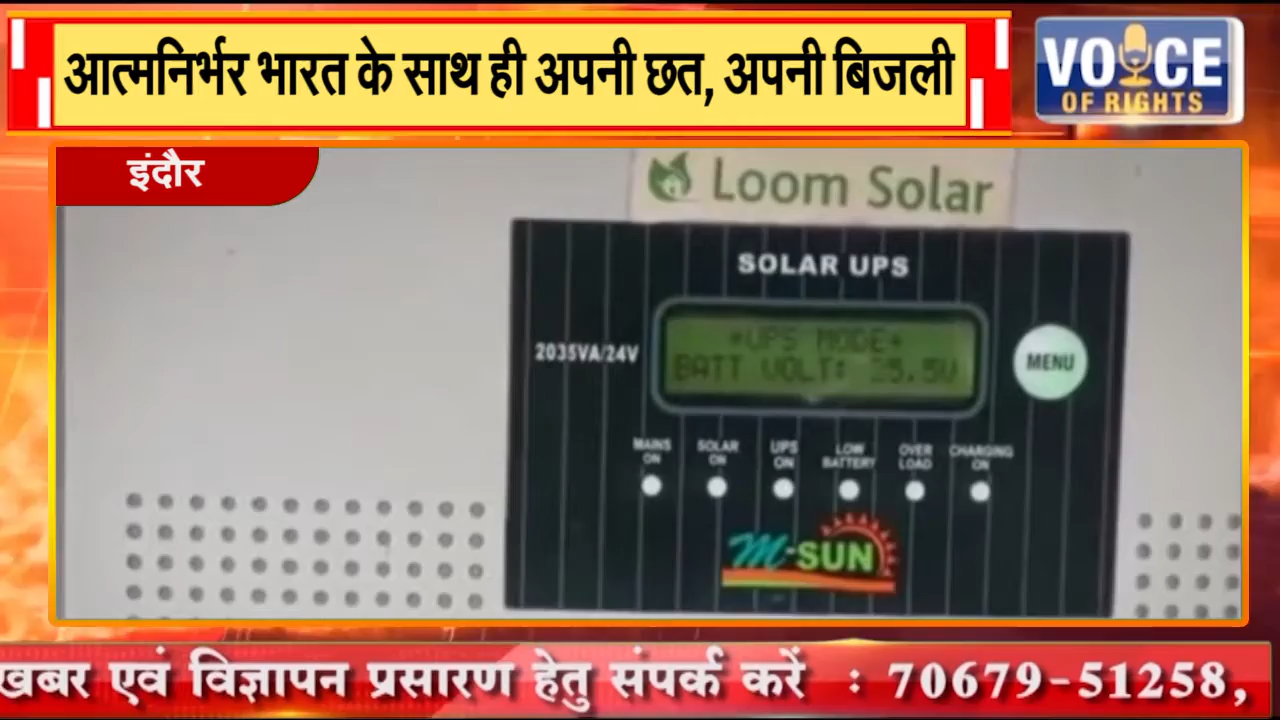 आत्मनिर्भर भारत के साथ ही अपनी छत, अपनी बिजली
VOICE
OF RIGHTS
इंदौर
Loom Solar
SOLAR UPS
2035VA/24V
*UPS MODE*
BATT VOLT: 25.5V
MENU
MAINS ON
SOLAR ON
UPS ON
LOW BATTERY
OVER LOAD
CHARGING ON
M-SUN
खबर एवं विज्ञापन प्रसारण हेतु संपर्क करें : 70679-51258,